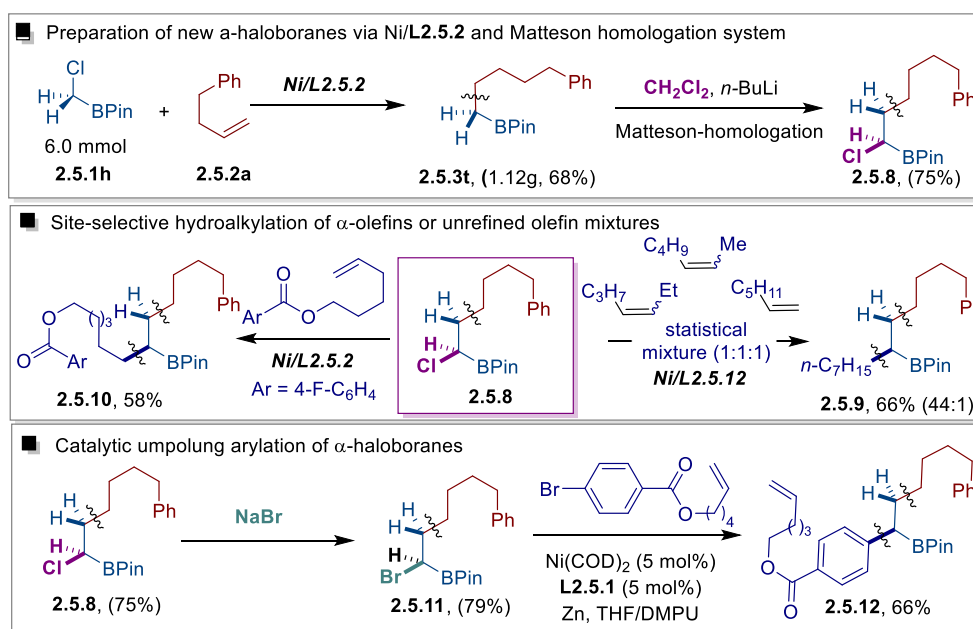 Preparation of new a-haloboranes via Ni/L2.5.2 and Matteson homologation system
Cl
H
H
BPin
6.0 mmol
2.5.1h
+
Ph
2.5.2a
Ni/L2.5.2
Ph
H
H
BPin
2.5.3t, (1.12g, 68%)
CH2Cl2, n-BuLi
Matteson-homologation
Ph
H
H
H
Cl
BPin
2.5.8, (75%)
Site-selective hydroalkylation of α-olefins or unrefined olefin mixtures
O
O
Ar
( )3
H
H
Ph
BPin
2.5.10, 58%
O
Ar
O
Ni/L2.5.2
Ar = 4-F-C6H4
H
H
Ph
H
Cl
BPin
2.5.8
C4H9
Me
C3H7
Et
C5H11
statistical
mixture (1:1:1)
Ni/L2.5.12
H
H
P
n-C7H15
BPin
2.5.9, 66% (44:1)
Catalytic umpolung arylation of α-haloboranes
H
H
Ph
H
Cl
BPin
2.5.8, (75%)
NaBr
H
H
Ph
H
Br
BPin
2.5.11, (79%)
Br
O
O
( )4
Ni(COD)2 (5 mol%)
L2.5.1 (5 mol%)
Zn, THF/DMPU
( )3
O
O
H
H
Ph
BPin
2.5.12, 66%